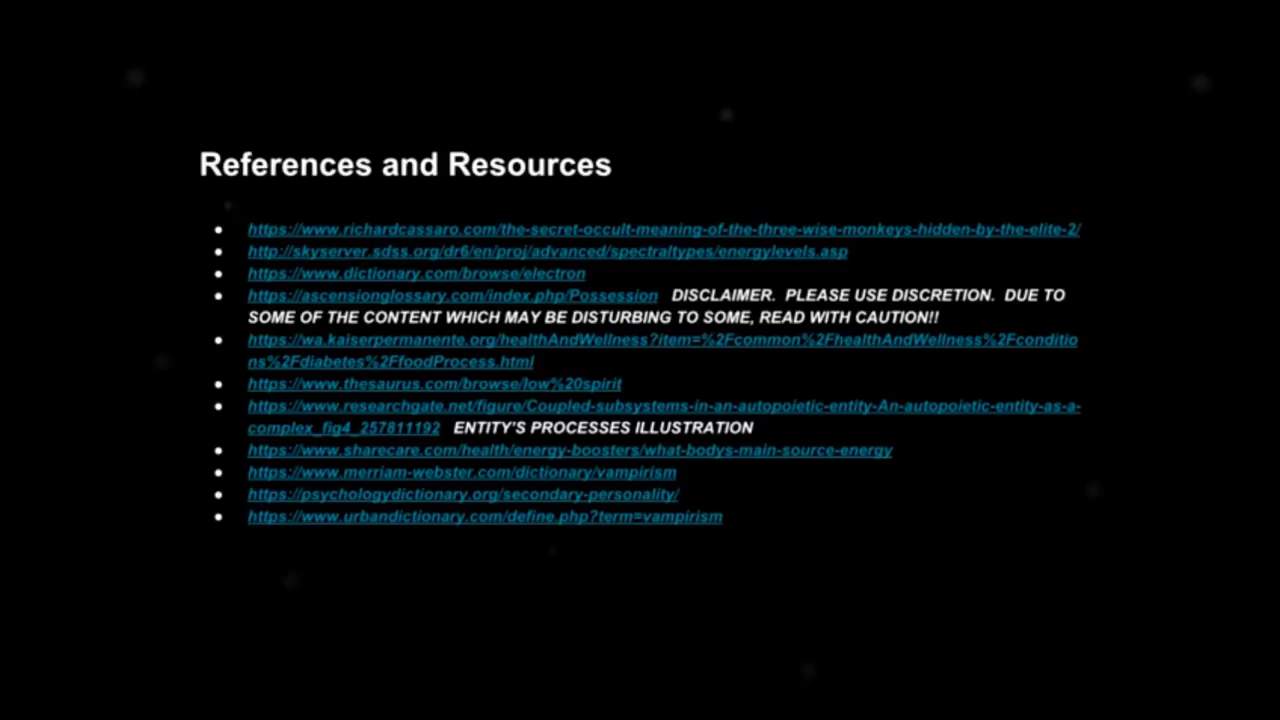 References and Resources
https://www.richardcassaro.com/the-secret-occult-meaning-of-the-three-wise-monkeys-hidden-by-the-elite-2/
http://skyserver.sdss.org/dr6/en/proj/advanced/spectraltypes/energylevels.asp
https://www.dictionary.com/browse/electron
https://ascensionglossary.com/index.php/Possession DISCLAIMER. PLEASE USE DISCRETION. DUE TO
SOME OF THE CONTENT WHICH MAY BE DISTURBING TO SOME, READ WITH CAUTION!!
https://wa.kaiserpermanente.org/healthAndWellness?item=%2Fcommon%2FhealthAndWellness%2Fconditio
ns%2Fdiabetes%2FfoodProcess.html
https://www.thesaurus.com/browse/low%20spirit
https://www.researchgate.net/figure/Coupled-subsystems-in-an-autopoietic-entity-An-autopoietic-entity-as-a-
complex_fig4_257811192 ENTITY'S PROCESSES ILLUSTRATION
https://www.sharecare.com/health/energy-boosters/what-bodys-main-source-energy
https://www.merriam-webster.com/dictionary/vampirism
https://psychologydictionary.org/secondary-personality/
https://www.urbandictionary.com/define.php?term=vampirism